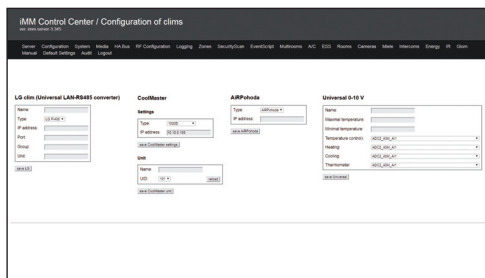 iMM Control Center / Configuration of clims
Server Configuration System Media HA Bus RF Configuration Logging Zones SecurityScan EventScript Multirooms A/C EGS Rooms Cameras Miele Intercoms Energy IR Giom
Manual Default Settings Audit Logout
LG clim (Universal LAN-RS485 converter)
Name:
Type:
IP address:
Port:
Group:
Unit:
save LG
CoolMaster
Settings
Type:
IP address:
save CoolMaster settings
Unit
Name:
UID:
reload
save CoolMaster unit
AiRPohoda
Type: AiRPohoda
IP address:
save AiRPohoda
Universal 0-10 V
Name:
Maximal temperature:
Minimal temperature:
Temperature control:
Heating:
Cooling:
Thermometer:
save Universal